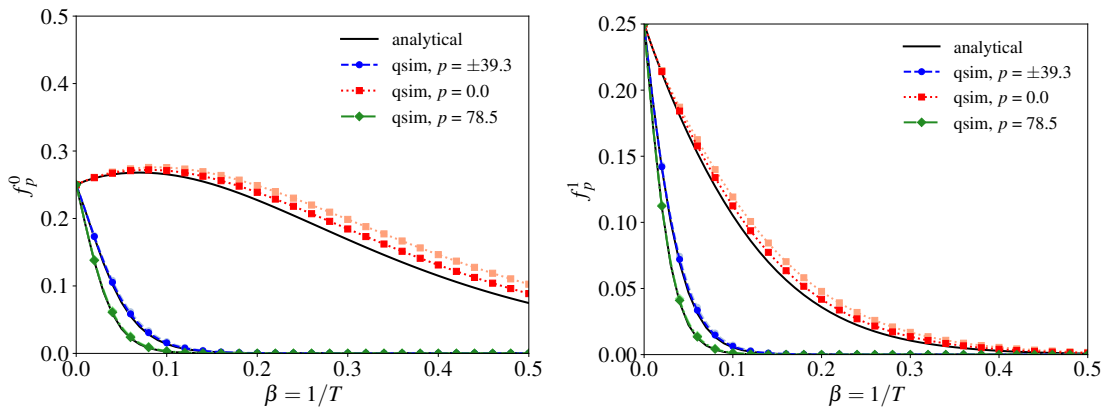 0.5
0.4
0.3
0.2
0.1
0.0
f_p^0
0.0 0.1 0.2 0.3 0.4 0.5
β = 1/T
analytical
qsim, p = ±39.3
qsim, p = 0.0
qsim, p = 78.5
0.25
0.20
0.15
0.10
0.05
0.00
f_p^1
0.0 0.1 0.2 0.3 0.4 0.5
β = 1/T
analytical
qsim, p = ±39.3
qsim, p = 0.0
qsim, p = 78.5